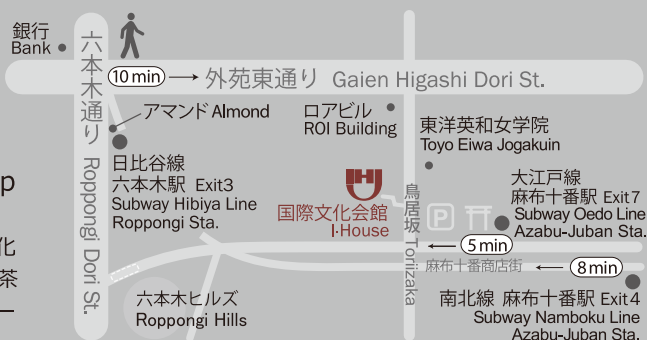 銀行
Bank
六本木通り Roppongi Dori St.
10 min
外苑東通り Gaien Higashi Dori St.
アマンド Almond
ロアビル
ROI Building
東洋英和女学院
Toyo Eiwa Jogakuin
日比谷線
六本木駅 Exit3
Subway Hibiya Line
Roppongi Sta.
p
化
茶
国際文化会館
I-House
鳥居坂 Toriizaka
P
大江戸線
麻布十番駅 Exit7
Subway Oedo Line
Azabu-Juban Sta.
5 min
麻布十番商店街
8 min
六本木ヒルズ
Roppongi Hills
南北線 麻布十番駅 Exit4
Subway Namboku Line
Azabu-Juban Sta.